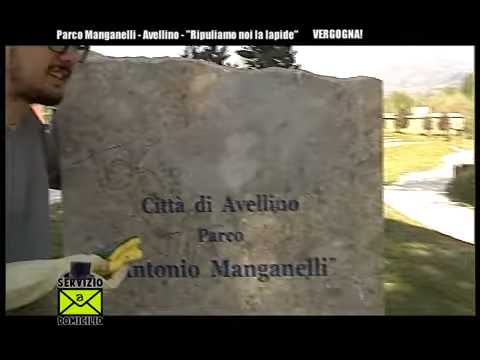 Parco Manganelli - Avellino - "Ripuliamo noi la lapide" VERGOGNA!
Città di Avellino
Parco
ntonio Manganelli"
SERVIZIO
a
DOMICILIO